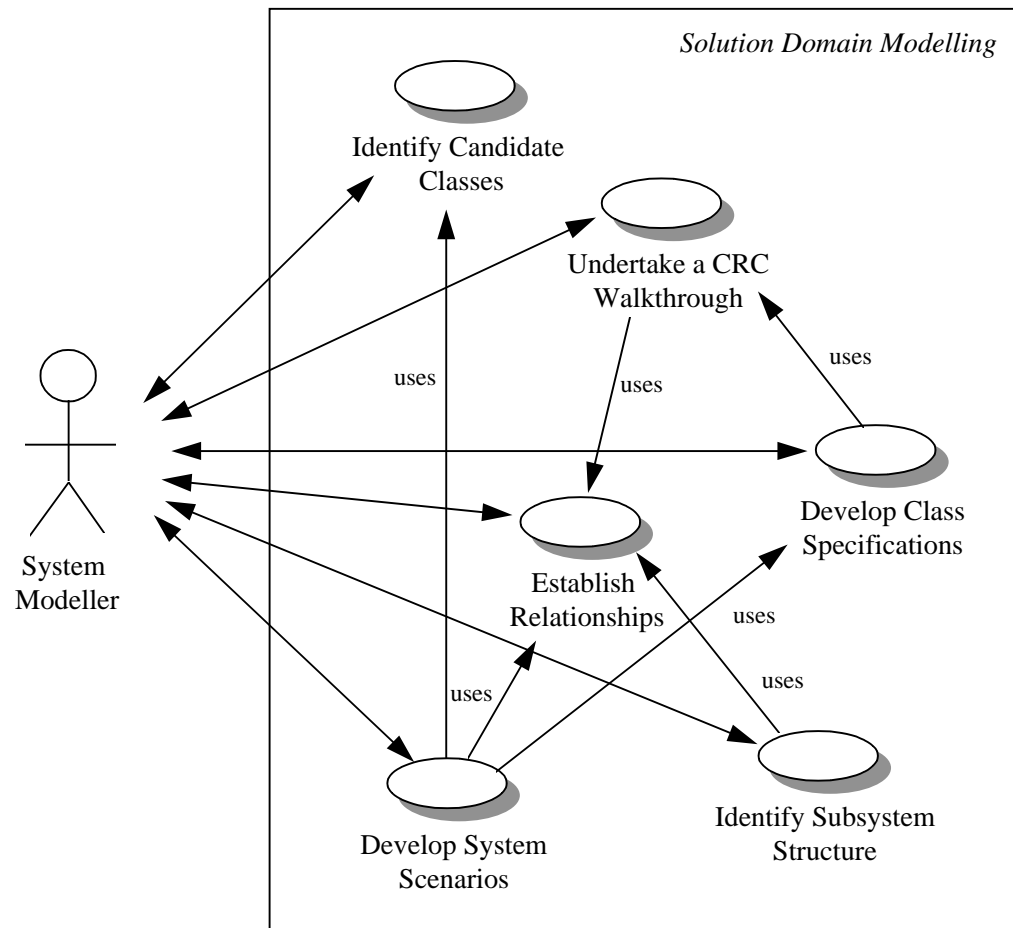 Solution Domain Modelling
Identify Candidate
Classes
Undertake a CRC
Walkthrough
uses
uses
uses
System
Modeller
Develop Class
Specifications
Establish
Relationships
uses
uses
uses
Develop System
Scenarios
Identify Subsystem
Structure